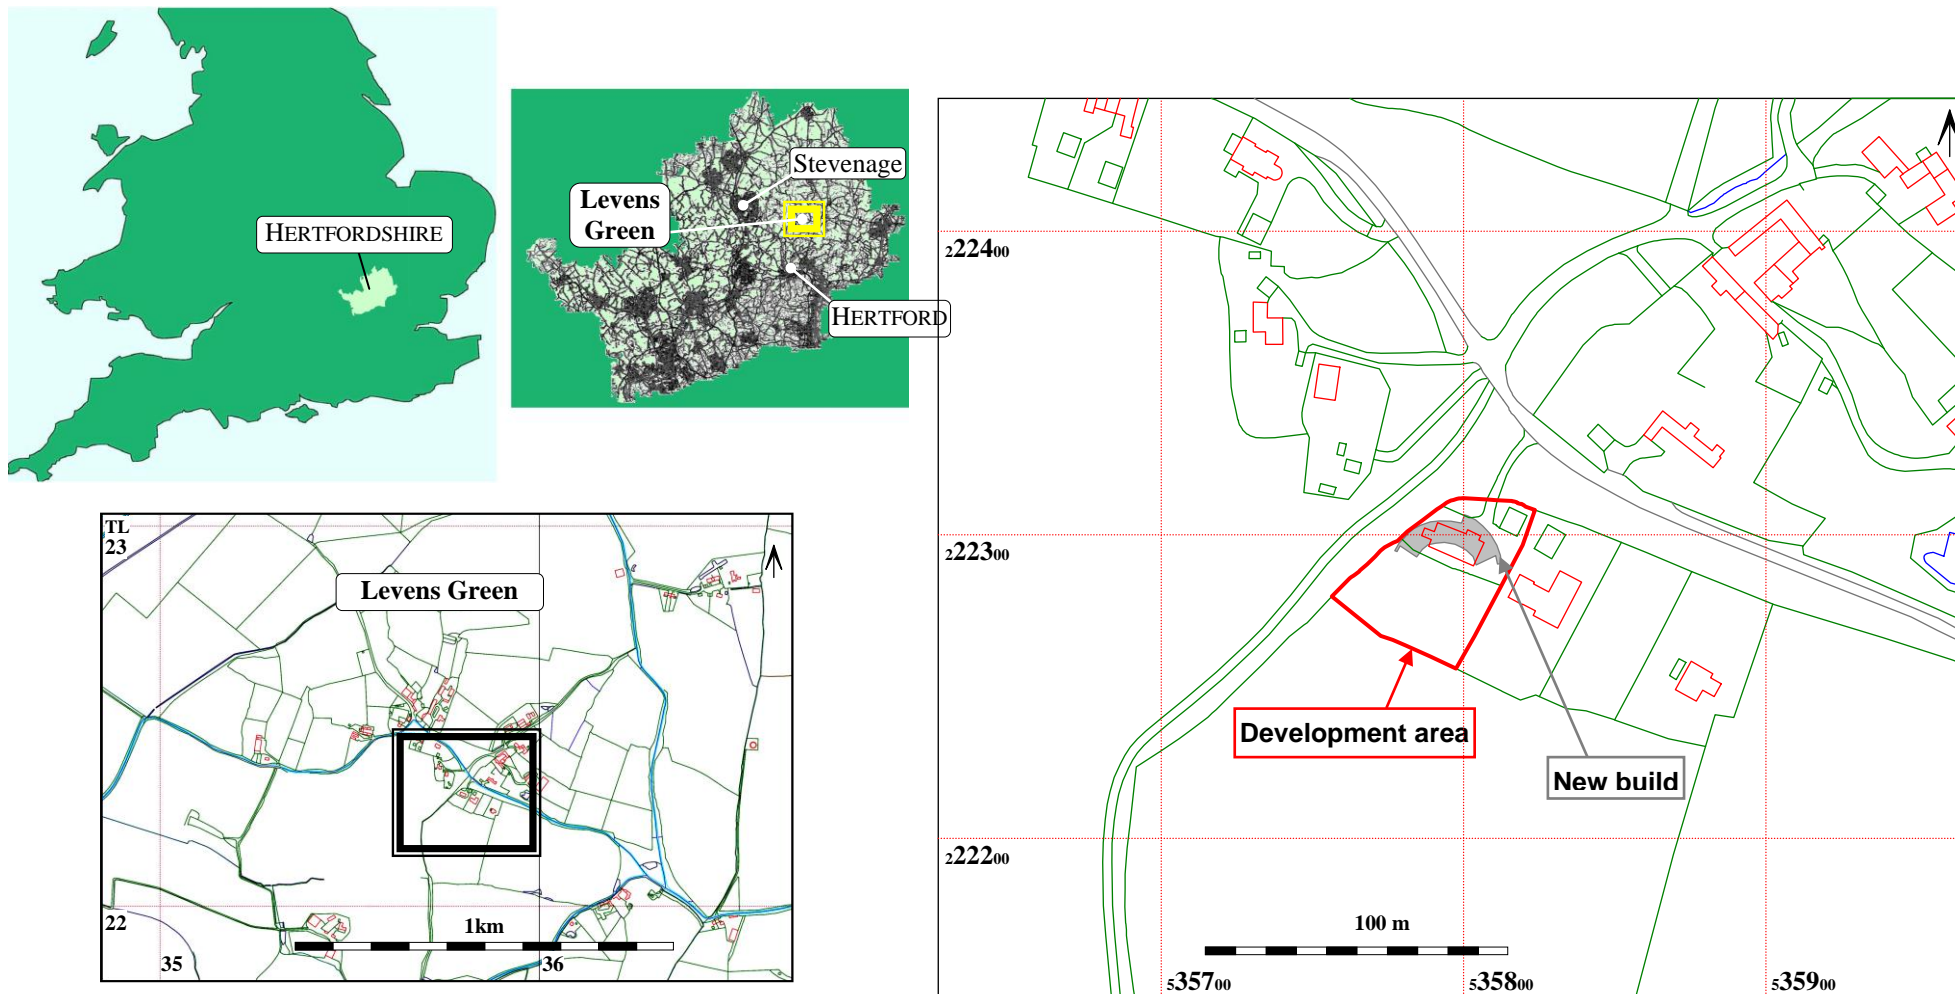 HERTFORDSHIRE
Stevenage
Levens
Green
HERTFORD
TL
23
Levens Green
22
1km
35
36
222400
222300
222200
Development area
New build
100 m
535700
535800
535900